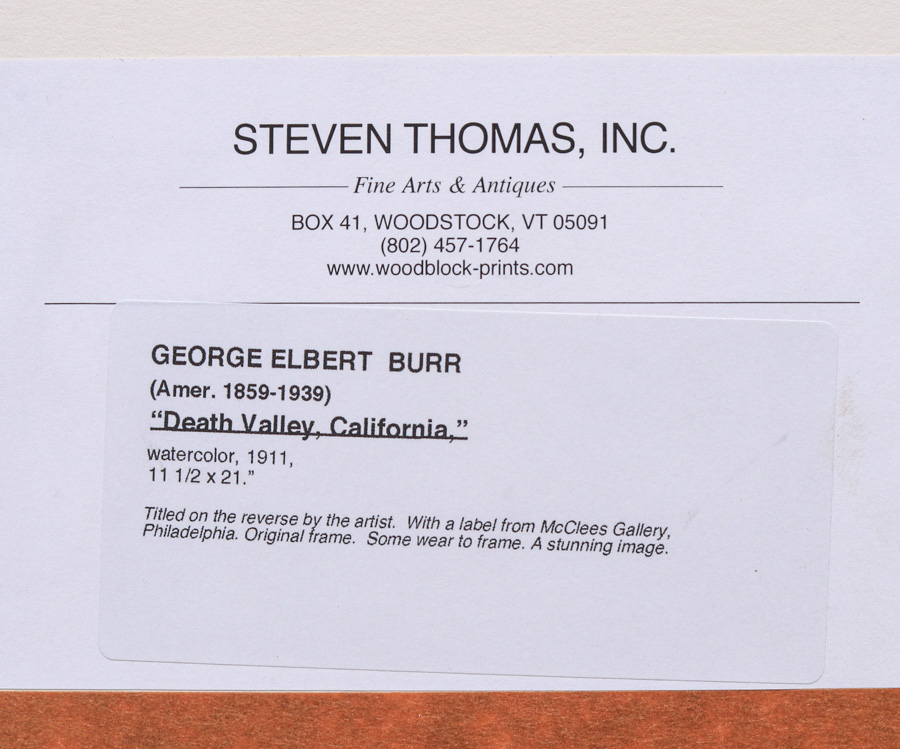 STEVEN THOMAS, INC.
Fine Arts & Antiques
BOX 41, WOODSTOCK, VT 05091
(802) 457-1764
www.woodblock-prints.com
GEORGE ELBERT BURR
(Amer. 1859-1939)
“Death Valley, California,”
watercolor, 1911,
11 1/2 x 21.”
Titled on the reverse by the artist. With a label from McClees Gallery,
Philadelphia. Original frame. Some wear to frame. A stunning image.